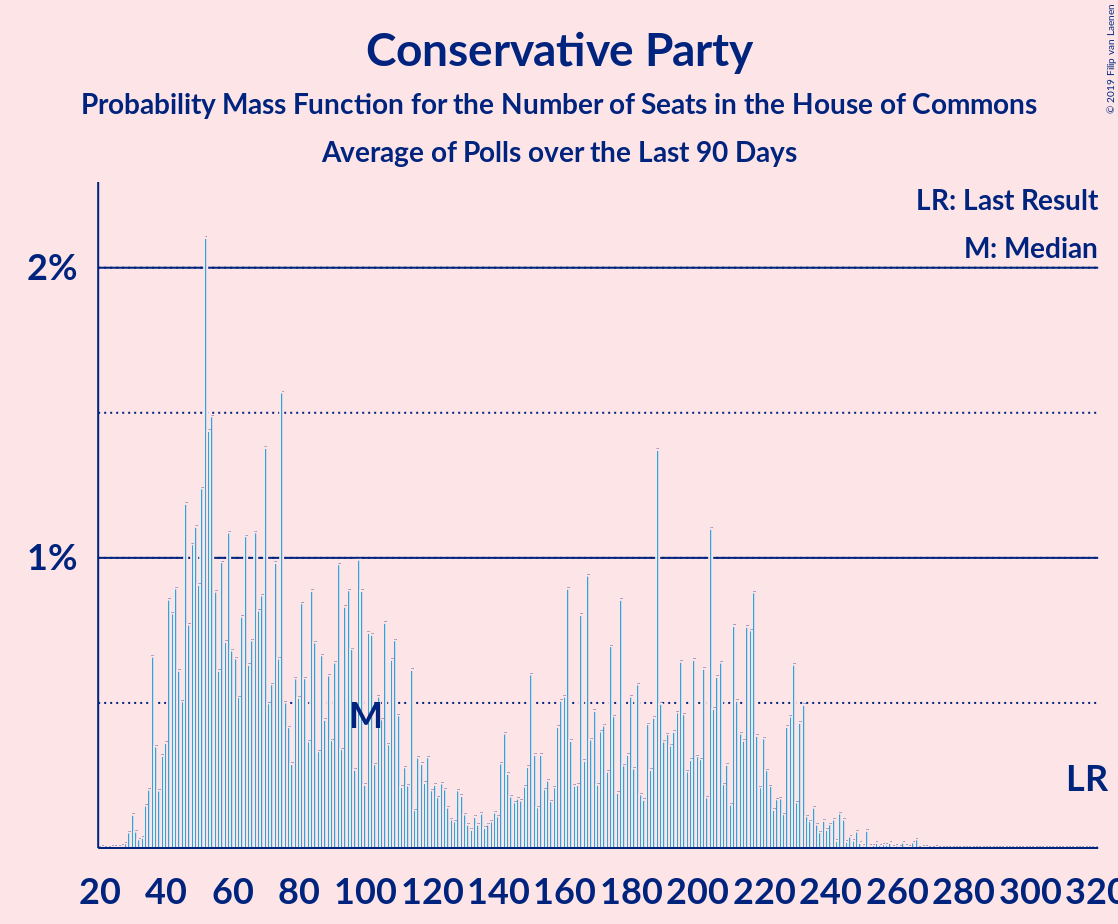 Conservative Party
Probability Mass Function for the Number of Seats in the House of Commons
Average of Polls over the Last 90 Days
© 2019 Filip van Laenen
LR: Last Result
M: Median
2%
1%
M
LR
20 40 60 80 100 120 140 160 180 200 220 240 260 280 300 320